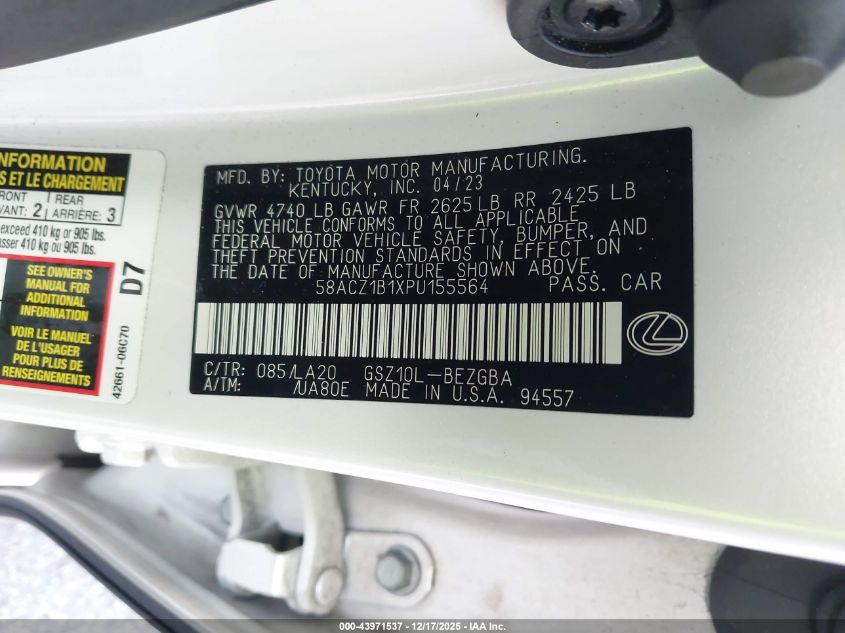 INFORMATION
S ET LE CHARGEMENT
FRONT
VANT: 2
REAR
ARRIÈRE: 3
exceed 410 kg or 905 lbs.
asser 410 kg ou 905 lbs.
SEE OWNER'S
MANUAL FOR
ADDITIONAL
INFORMATION
VOIR LE MANUEL
DE L'USAGER
POUR PLUS DE
RENSEIGNEMENTS
D7
42661-06C70
MFD. BY: TOYOTA MOTOR MANUFACTURING.
KENTUCKY, INC. 04/23
GVWR 4740 LB GAWR FR 2625 LB RR 2425 LB
THIS VEHICLE CONFORMS TO ALL APPLICABLE
FEDERAL MOTOR VEHICLE SAFETY, BUMPER, AND
THEFT PREVENTION STANDARDS IN EFFECT ON
THE DATE OF MANUFACTURE SHOWN ABOVE.
58ACZ1B1XPU155564 PASS. CAR
C/TR: 085/LA20 GSZ10L-BEZGBA
A/TM: /UA80E MADE IN U.S.A. 94557
000-43971537 - 12/17/2025 - IAA Inc.